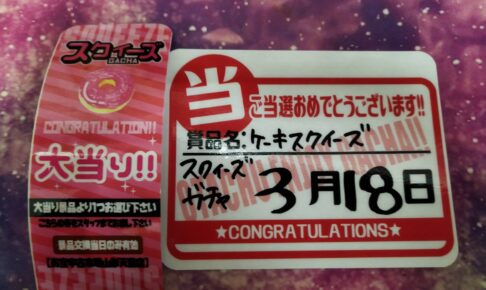 スクイーズ
GACHA
CONGRATULATION!!
大当り!!
大当り景品より1つお選び下さい
景品交換当日のみ有効
当
ご当選おめでとうございます!!
賞品名:ケーキスクイーズ
スクイーズ
ガチャ
3月18日
★CONGRATULATIONS★